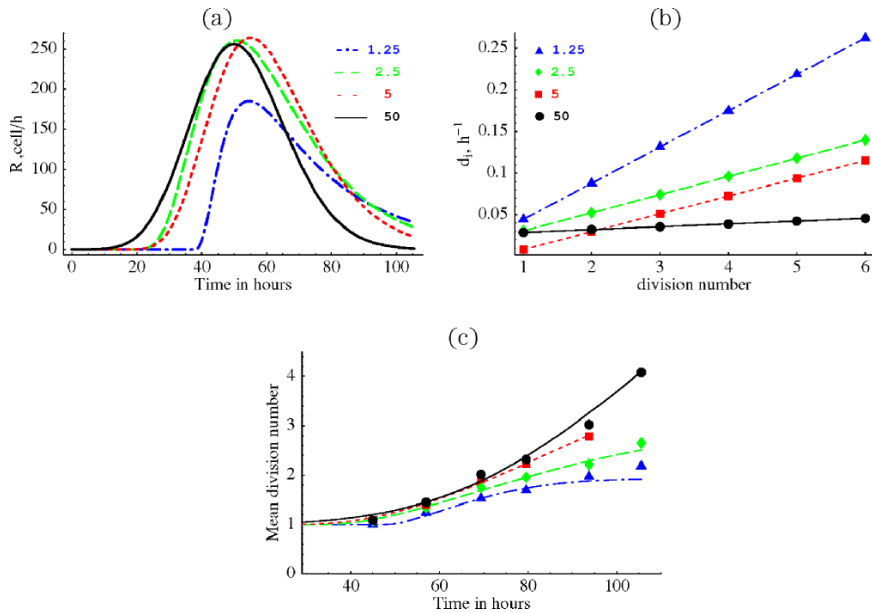 (a)
R ,cell/h
250
200
150
100
50
0
1.25
2.5
5
50
0 20 40 60 80 100
Time in hours
(b)
d_i, h^-1
0.25
0.2
0.15
0.1
0.05
1.25
2.5
5
50
1 2 3 4 5 6
division number
(c)
Mean division number
4
3
2
1
0
40 60 80 100
Time in hours